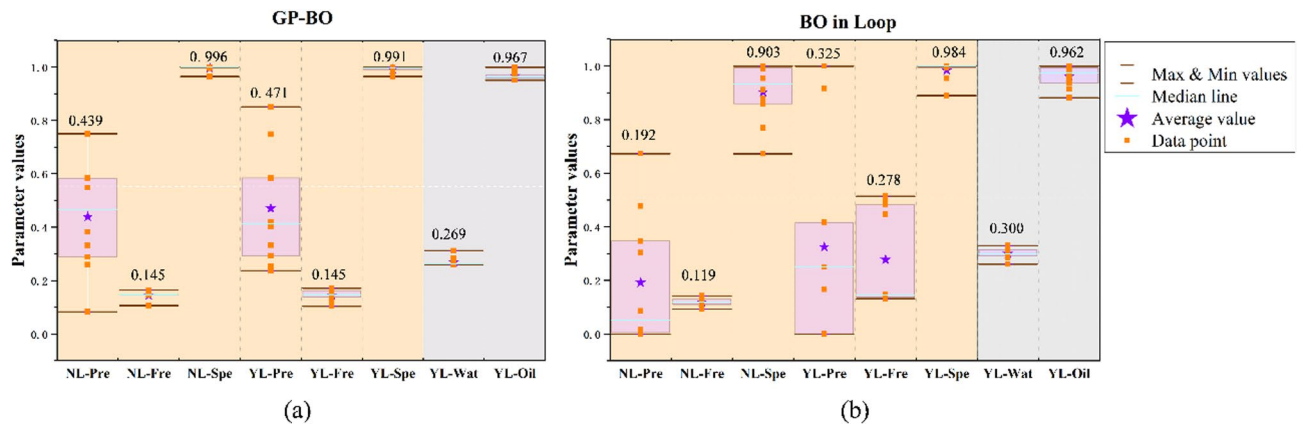 GP-BO
Parameter values
1.0
0.8
0.6
0.4
0.2
0.0
0.439
0.145
0.996
0. 471
0.145
0.991
0.269
0.967
NL-Pre NL-Fre NL-Spe YL-Pre YL-Fre YL-Spe YL-Wat YL-Oil
(a)
BO in Loop
Parameter values
1.0
0.8
0.6
0.4
0.2
0.0
0.192
0.119
0.903
0.325
0.278
0.984
0.300
0.962
NL-Pre NL-Fre NL-Spe YL-Pre YL-Fre YL-Spe YL-Wat YL-Oil
(b)
Max & Min values
Median line
Average value
Data point